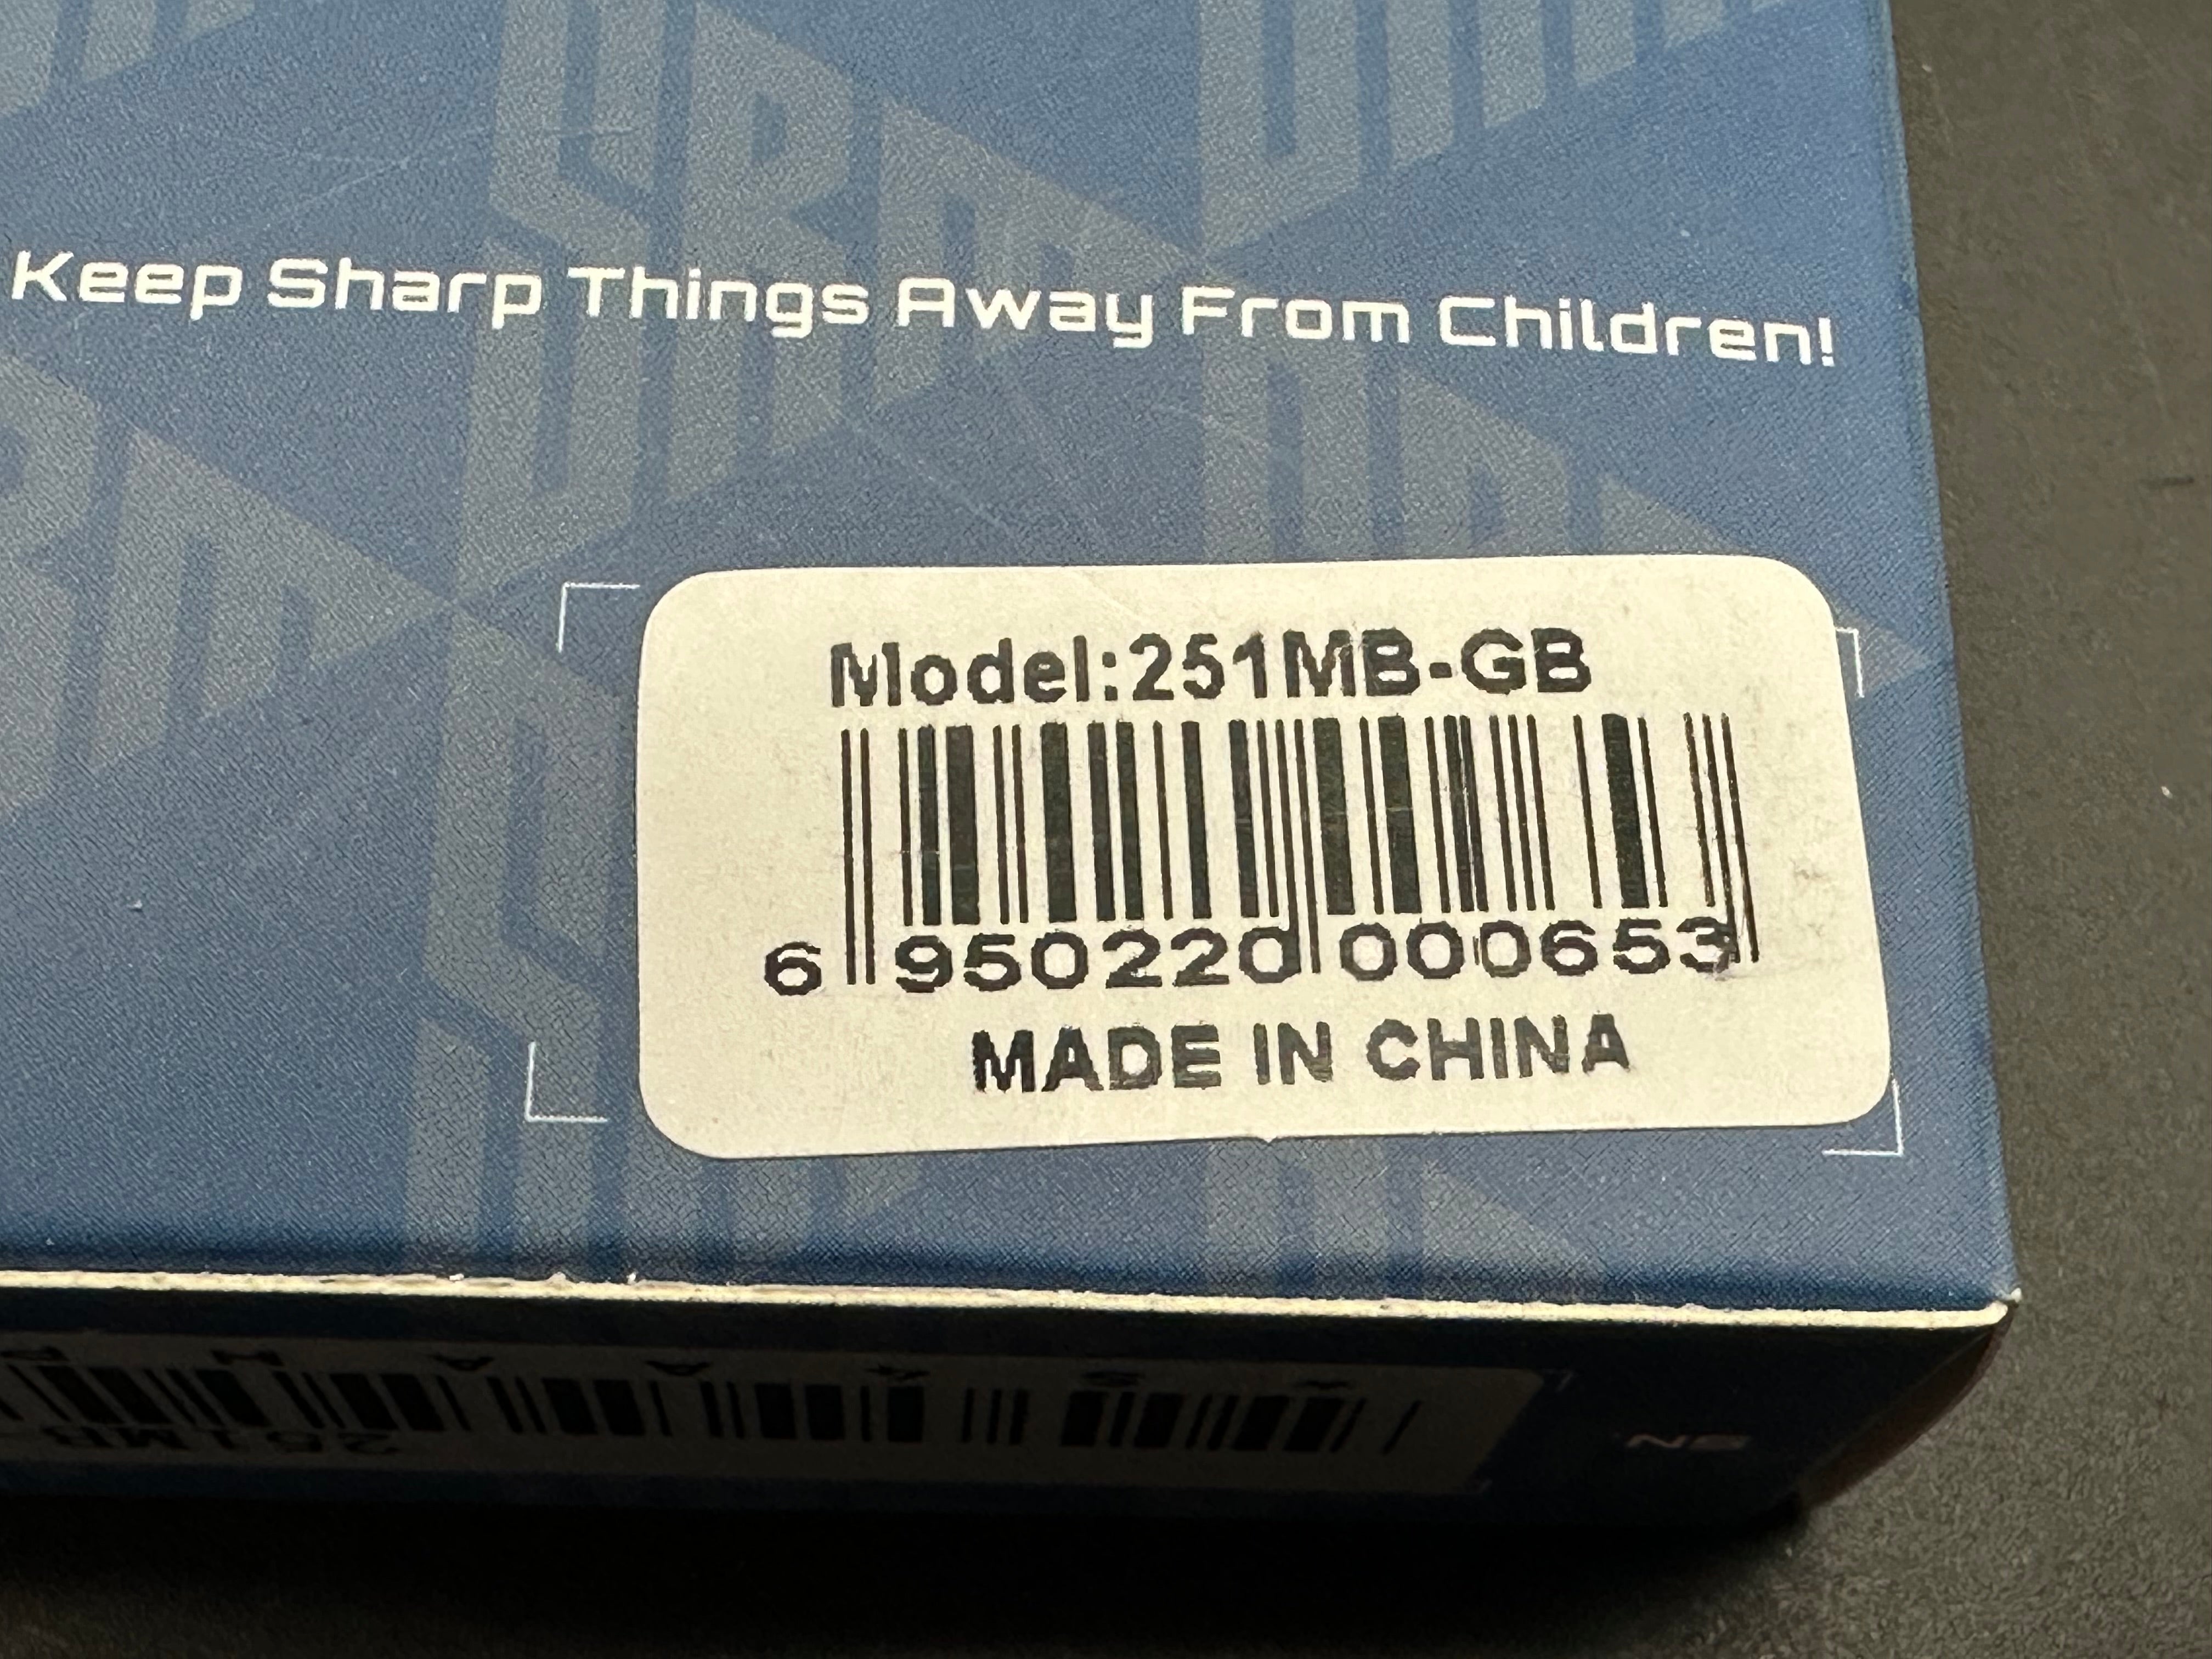 Keep Sharp Things Away From Children!
Model:251MB-GB
6 950220 000653
MADE IN CHINA